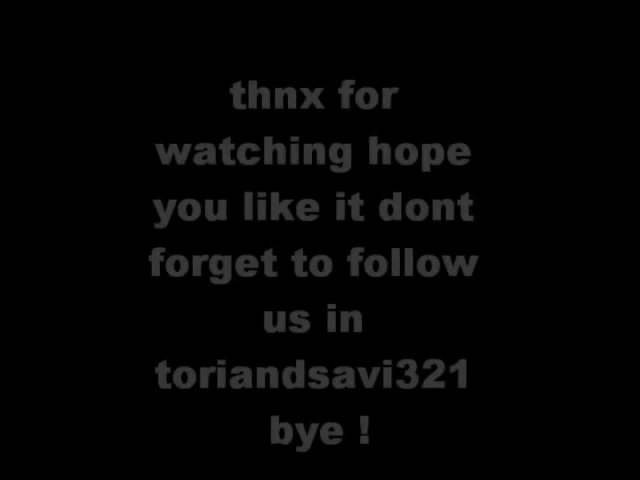 thnx for
watching hope
you like it dont
forget to follow
us in
toriandsavi321
bye !